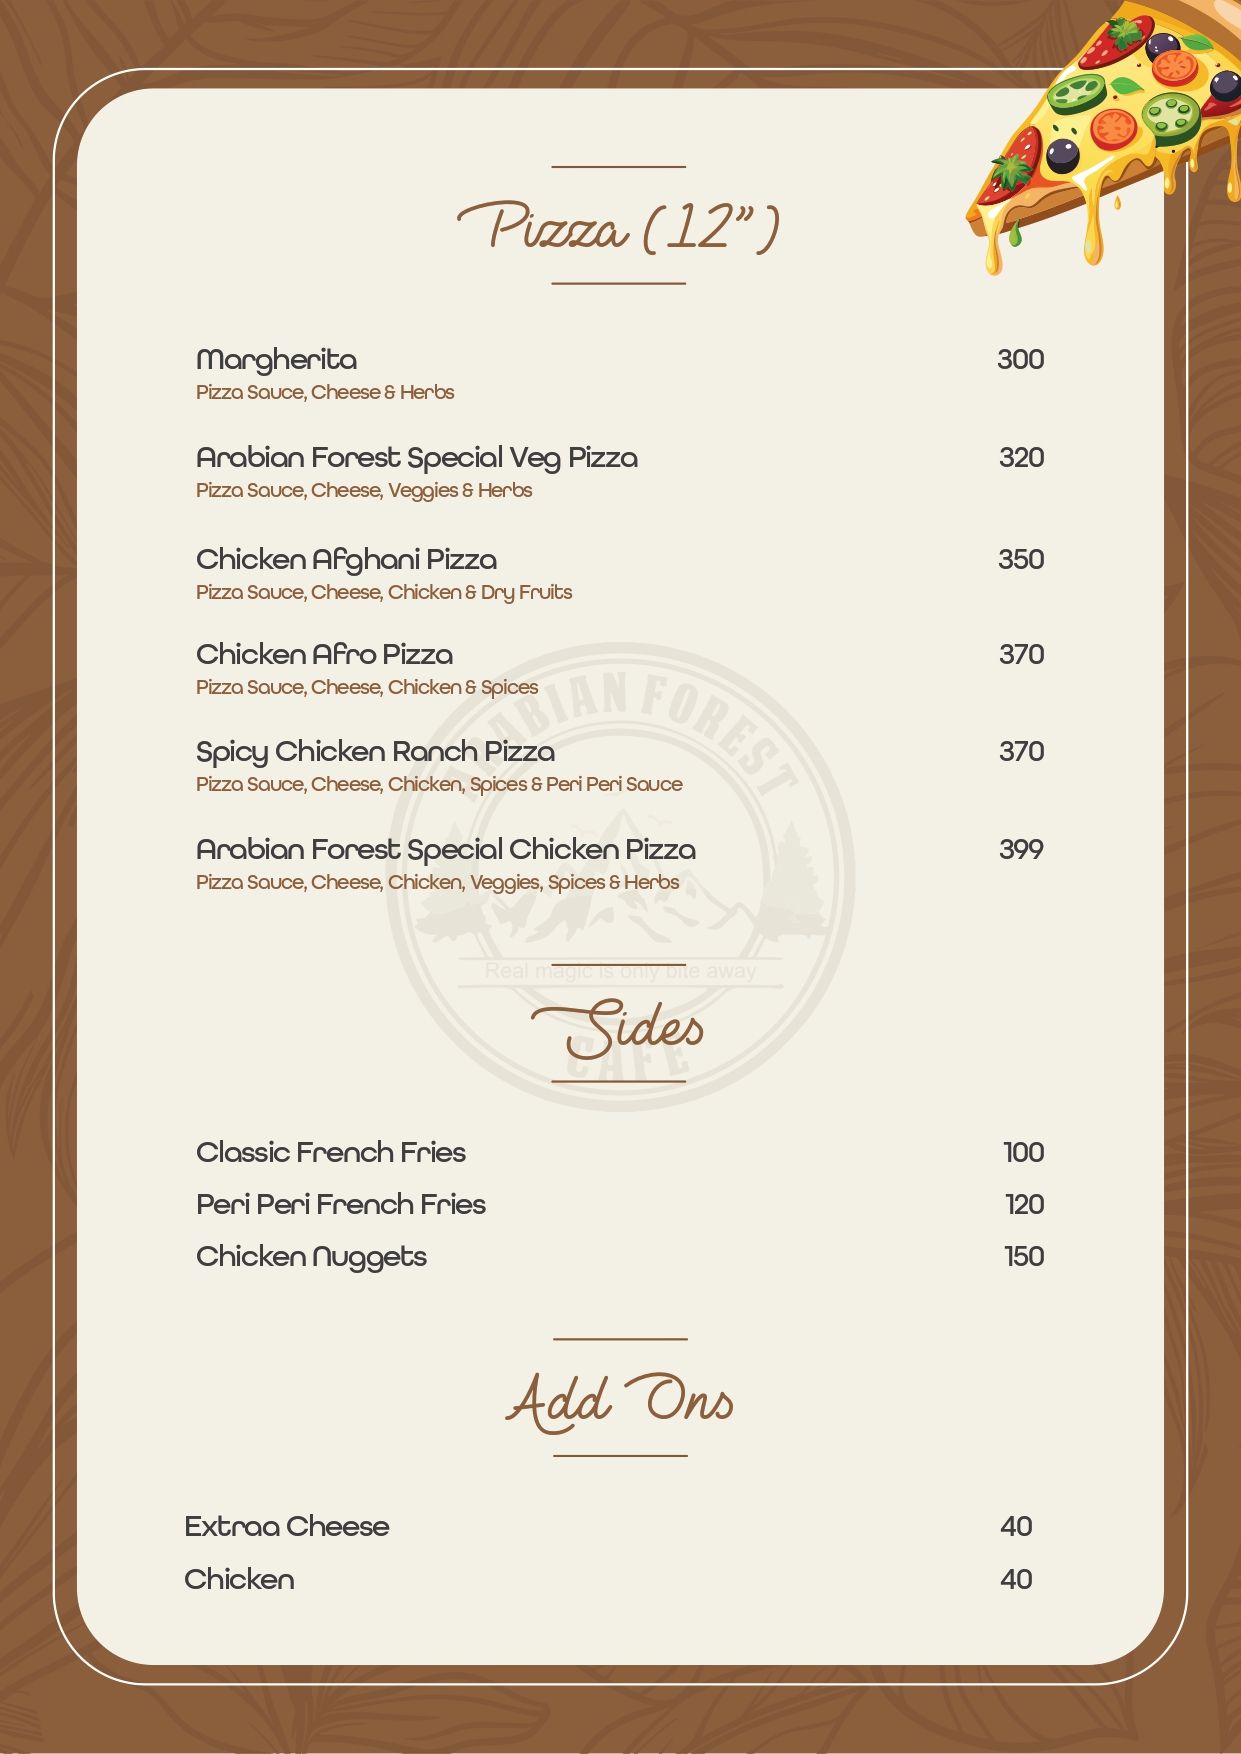 Pizza (12”)
Margherita 300
Pizza Sauce, Cheese & Herbs
Arabian Forest Special Veg Pizza 320
Pizza Sauce, Cheese, Veggies & Herbs
Chicken Afghani Pizza 350
Pizza Sauce, Cheese, Chicken & Dry Fruits
Chicken Afro Pizza 370
Pizza Sauce, Cheese, Chicken & Spices
ARABIAN FOREST
Spicy Chicken Ranch Pizza 370
Pizza Sauce, Cheese, Chicken, Spices & Peri Peri Sauce
Arabian Forest Special Chicken Pizza 399
Pizza Sauce, Cheese, Chicken, Veggies, Spices & Herbs
Real magic is only bite away
Sides
CAFE
Classic French Fries 100
Peri Peri French Fries 120
Chicken Nuggets 150
Add Ons
Extraa Cheese 40
Chicken 40